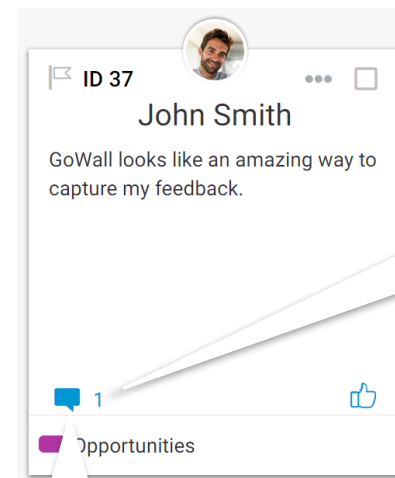 ID 37
John Smith
GoWall looks like an amazing way to
capture my feedback.
1
Opportunities